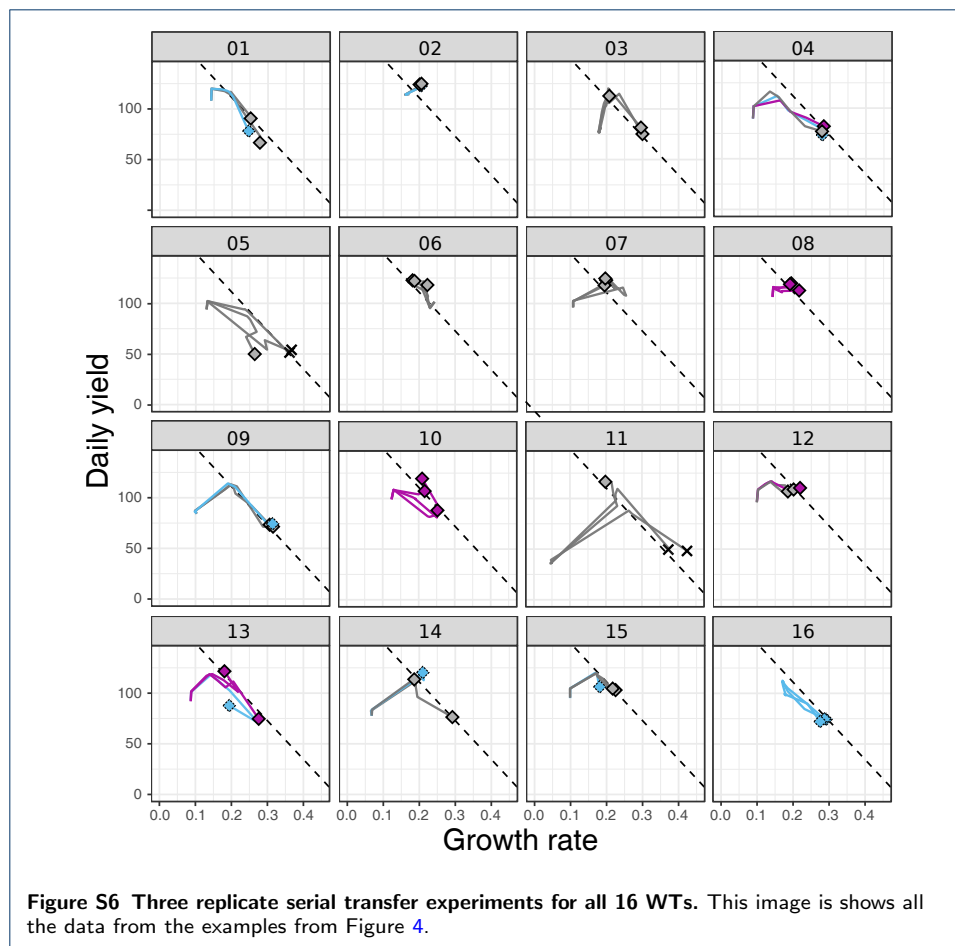 01 02 03 04
100
50
05 06 07 08
100
50
0
09 10 11 12
100
50
0
13 14 15 16
100
50
0
0.0 0.1 0.2 0.3 0.4 0.0 0.1 0.2 0.3 0.4 0.0 0.1 0.2 0.3 0.4 0.0 0.1 0.2 0.3 0.4
Daily yield
Growth rate
Figure S6 Three replicate serial transfer experiments for all 16 WTs. This image is shows all
the data from the examples from Figure 4.